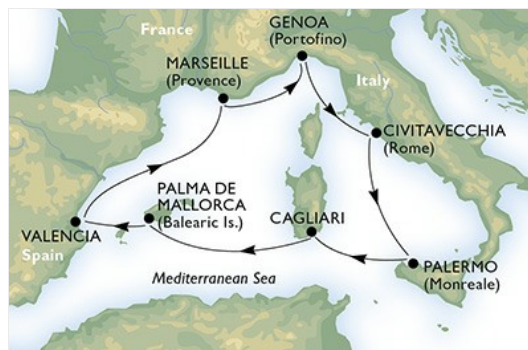 GENOA
(Portofino)
France
MARSEILLE
(Provence)
Italy
CIVITAVECCHIA
(Rome)
PALMA DE
MALLORCA
(Balearic Is.)
CAGLIARI
VALENCIA
Spain
PALERMO
(Monreale)
Mediterranean Sea